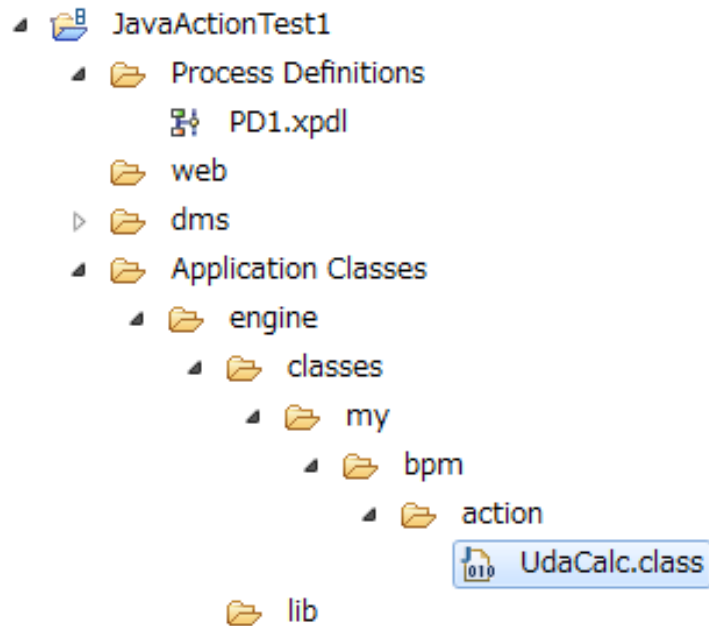 JavaActionTest1
Process Definitions
PD1.xpdl
web
dms
Application Classes
engine
classes
my
bpm
action
UdaCalc.class
lib